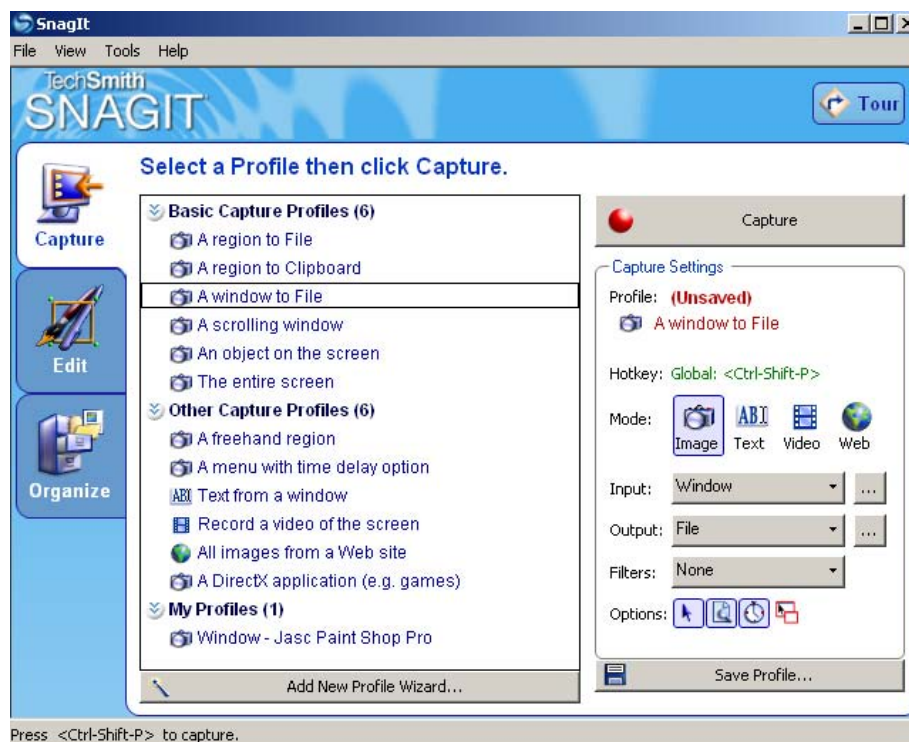 SnagIt
File View Tools Help
TechSmith
SNAGIT
Tour
Capture
Edit
Organize
Select a Profile then click Capture.
Basic Capture Profiles (6)
A region to File
A region to Clipboard
A window to File
A scrolling window
An object on the screen
The entire screen
Other Capture Profiles (6)
A freehand region
A menu with time delay option
ABI Text from a window
Record a video of the screen
All images from a Web site
A DirectX application (e.g. games)
My Profiles (1)
Window - Jasc Paint Shop Pro
Add New Profile Wizard...
Capture
Capture Settings
Profile: (Unsaved)
A window to File
Hotkey: Global: <Ctrl-Shift-P>
Mode: Image ABI Text Video Web
Input: Window ...
Output: File ...
Filters: None
Options:
Save Profile...
Press <Ctrl-Shift-P> to capture.